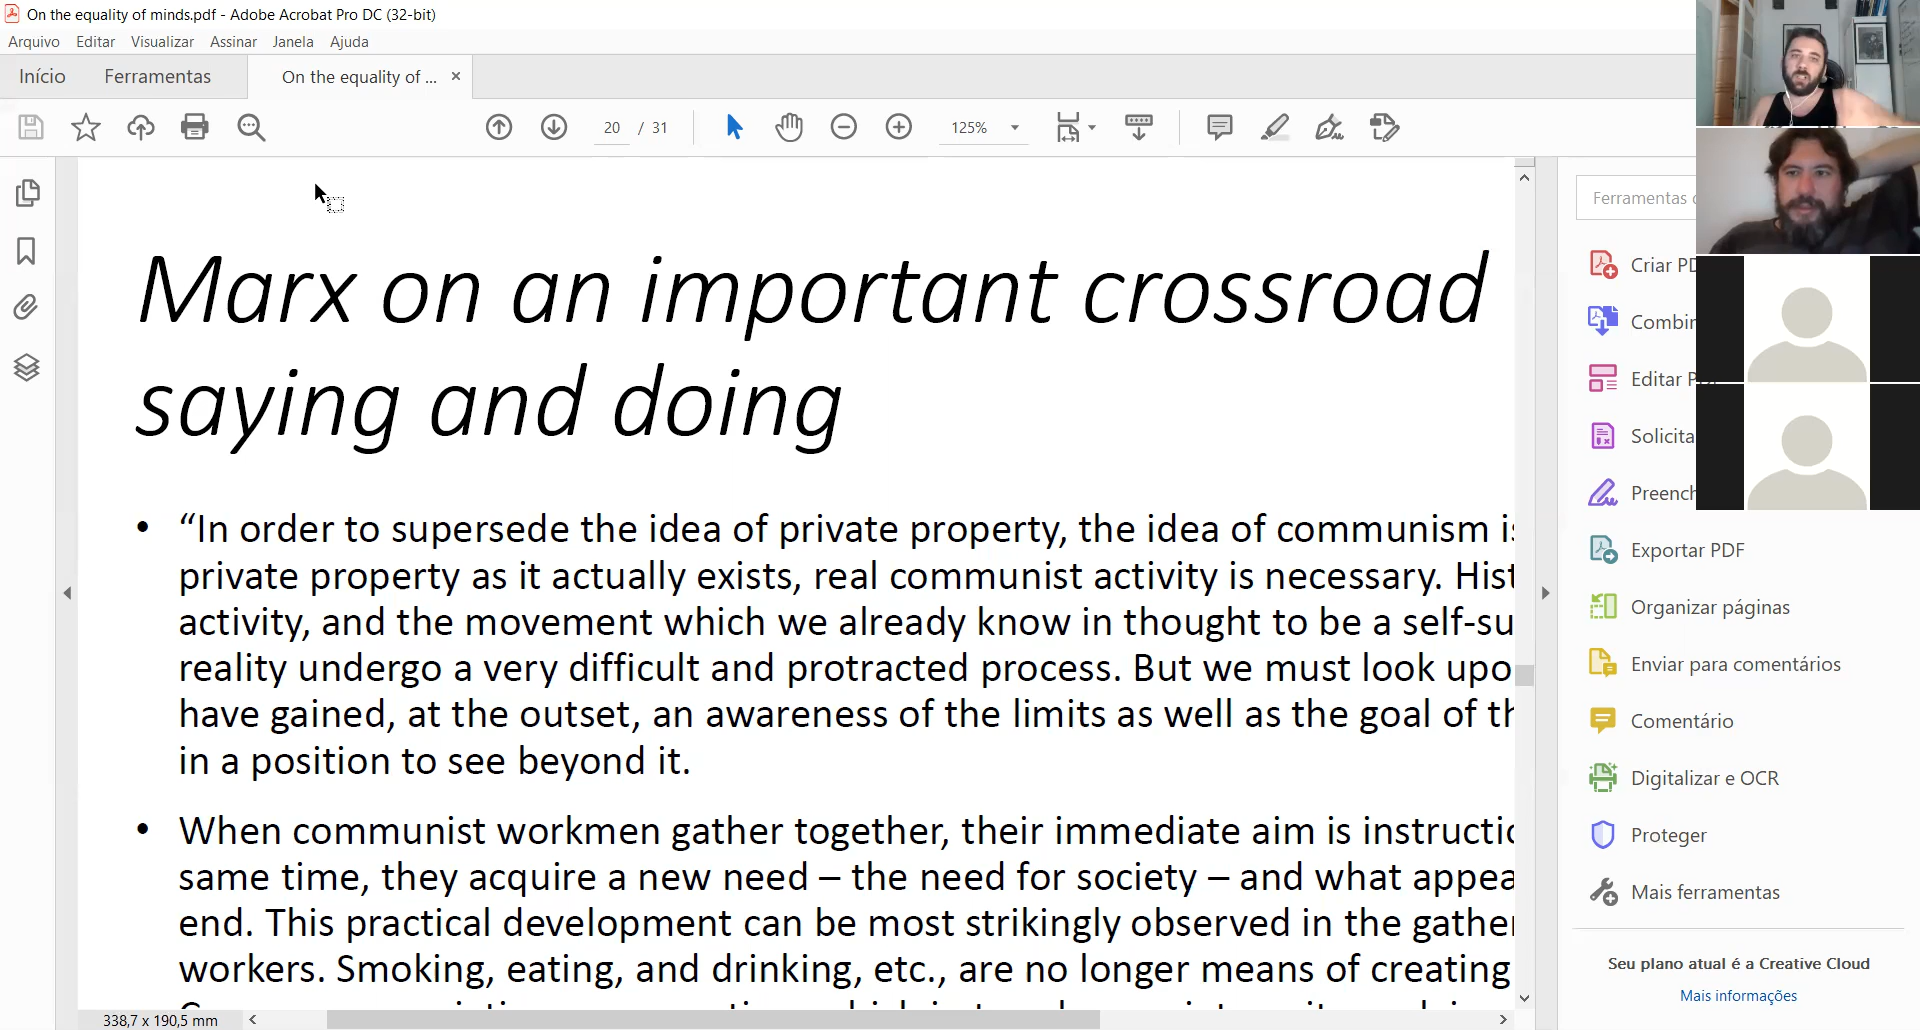 On the equality of minds.pdf - Adobe Acrobat Pro DC (32-bit)
Arquivo Editar Visualizar Assinar Janela Ajuda
Início Ferramentas On the equality of ... ×
20 / 31 125%
Ferramentas
Marx on an important crossroad
saying and doing
• “In order to supersede the idea of private property, the idea of communism is
private property as it actually exists, real communist activity is necessary. Hist
activity, and the movement which we already know in thought to be a self-su
reality undergo a very difficult and protracted process. But we must look upo
have gained, at the outset, an awareness of the limits as well as the goal of th
in a position to see beyond it.
• When communist workmen gather together, their immediate aim is instructio
same time, they acquire a new need – the need for society – and what appea
end. This practical development can be most strikingly observed in the gather
workers. Smoking, eating, and drinking, etc., are no longer means of creating
Criar PD
Combin
Editar P
Solicita
Preench
Exportar PDF
Organizar páginas
Enviar para comentários
Comentário
Digitalizar e OCR
Proteger
Mais ferramentas
Seu plano atual é a Creative Cloud
Mais informações
338,7 x 190,5 mm